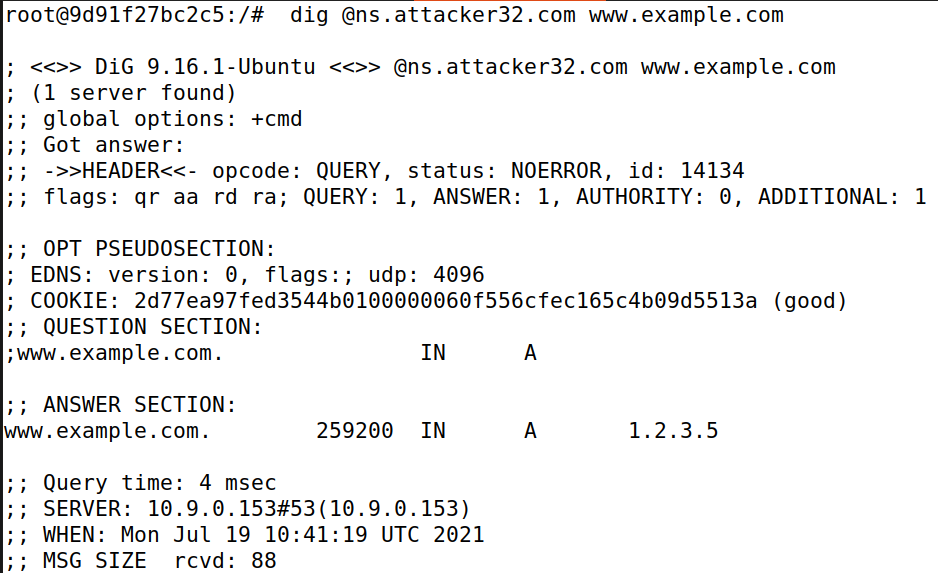 root@9d91f27bc2c5:/#  dig @ns.attacker32.com www.example.com

; <<>> DiG 9.16.1-Ubuntu <<>> @ns.attacker32.com www.example.com
; (1 server found)
;; global options: +cmd
;; Got answer:
;; ->>HEADER<<- opcode: QUERY, status: NOERROR, id: 14134
;; flags: qr aa rd ra; QUERY: 1, ANSWER: 1, AUTHORITY: 0, ADDITIONAL: 1

;; OPT PSEUDOSECTION:
; EDNS: version: 0, flags:; udp: 4096
; COOKIE: 2d77ea97fed3544b0100000060f556cfec165c4b09d5513a (good)
;; QUESTION SECTION:
;www.example.com.               IN      A

;; ANSWER SECTION:
www.example.com.        259200  IN      A       1.2.3.5

;; Query time: 4 msec
;; SERVER: 10.9.0.153#53(10.9.0.153)
;; WHEN: Mon Jul 19 10:41:19 UTC 2021
;; MSG SIZE  rcvd: 88